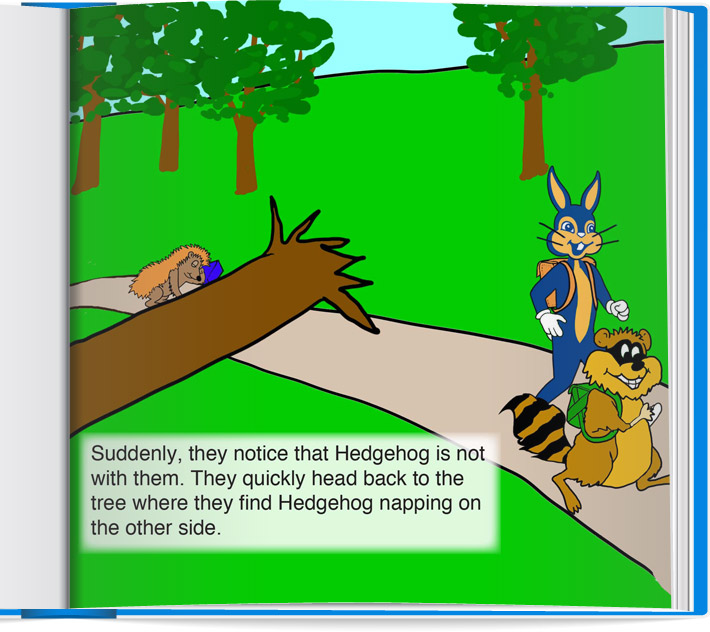 Suddenly, they notice that Hedgehog is not
with them. They quickly head back to the
tree where they find Hedgehog napping on
the other side.